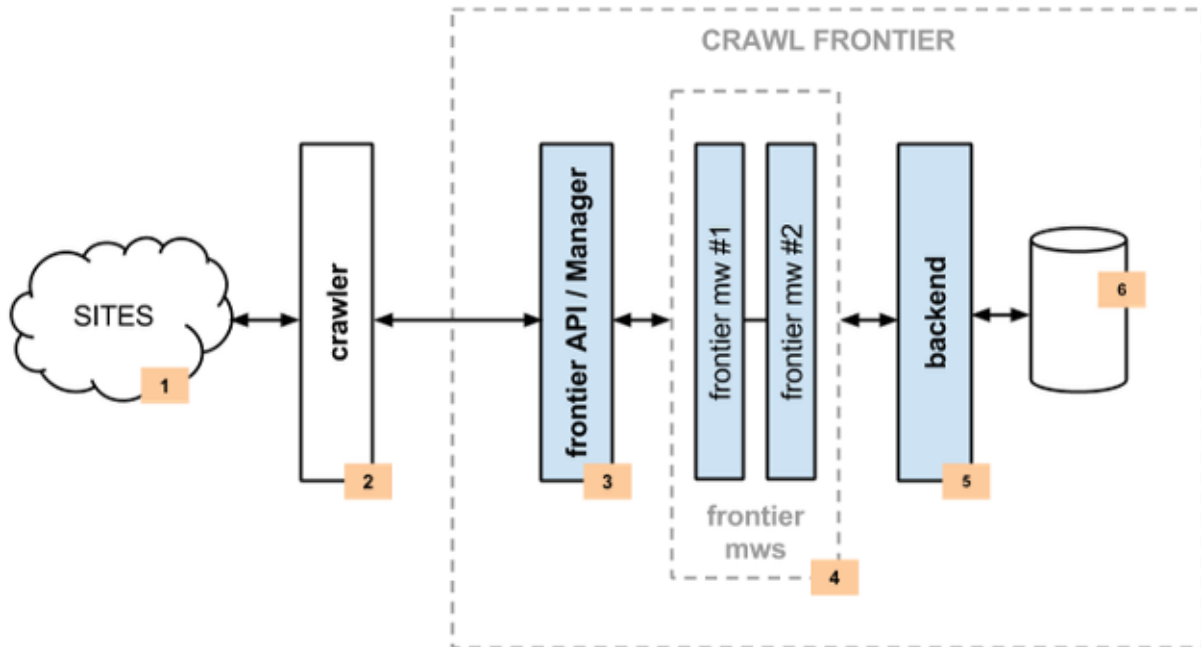 CRAWL FRONTIER
SITES
1
crawler
2
frontier API / Manager
3
frontier mw #1
frontier mw #2
frontier
mws
4
backend
5
6